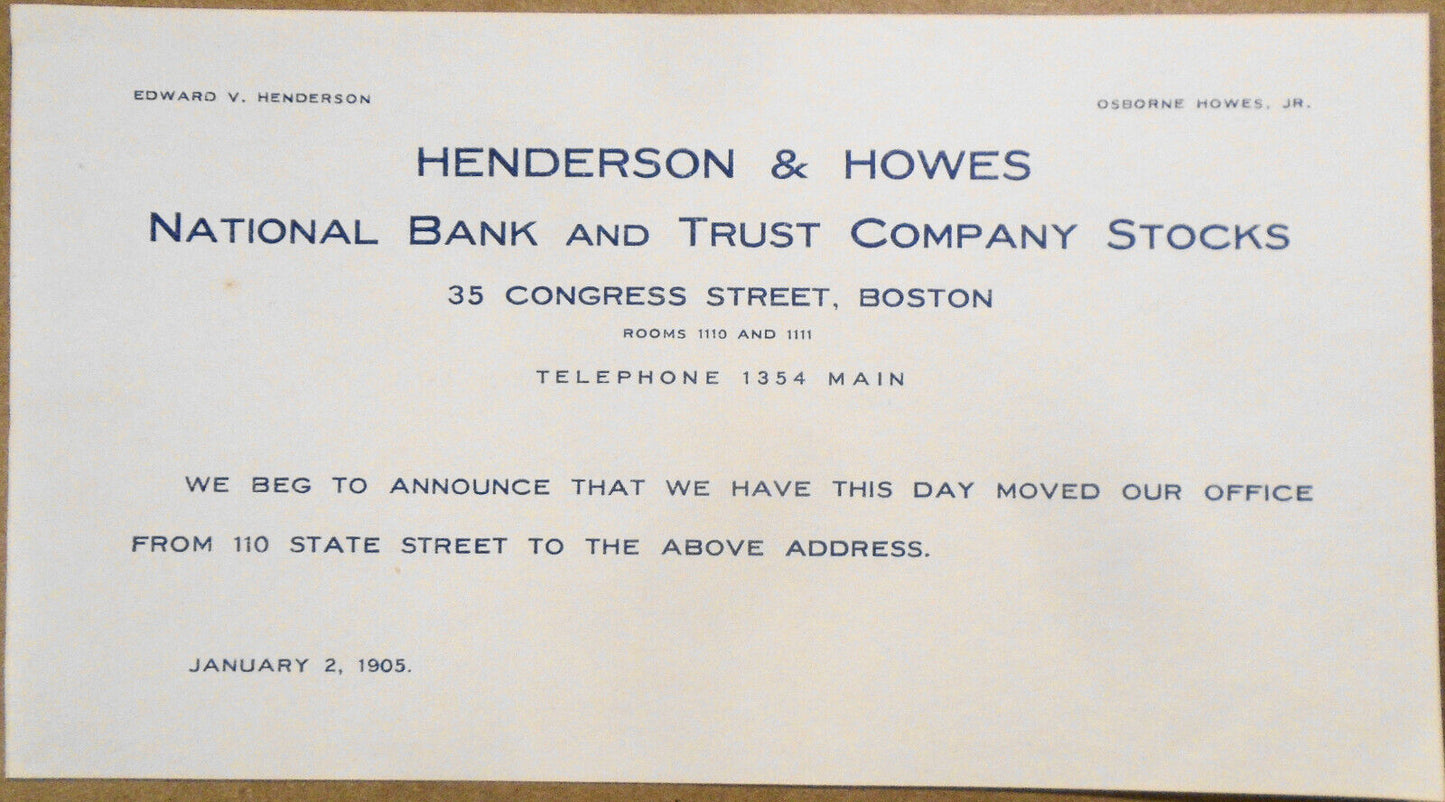 EDWARD V. HENDERSON
OSBORNE HOWES, JR.
HENDERSON & HOWES
NATIONAL BANK AND TRUST COMPANY STOCKS
35 CONGRESS STREET, BOSTON
ROOMS 1110 AND 1111
TELEPHONE 1354 MAIN
WE BEG TO ANNOUNCE THAT WE HAVE THIS DAY MOVED OUR OFFICE
FROM 110 STATE STREET TO THE ABOVE ADDRESS.
JANUARY 2, 1905.